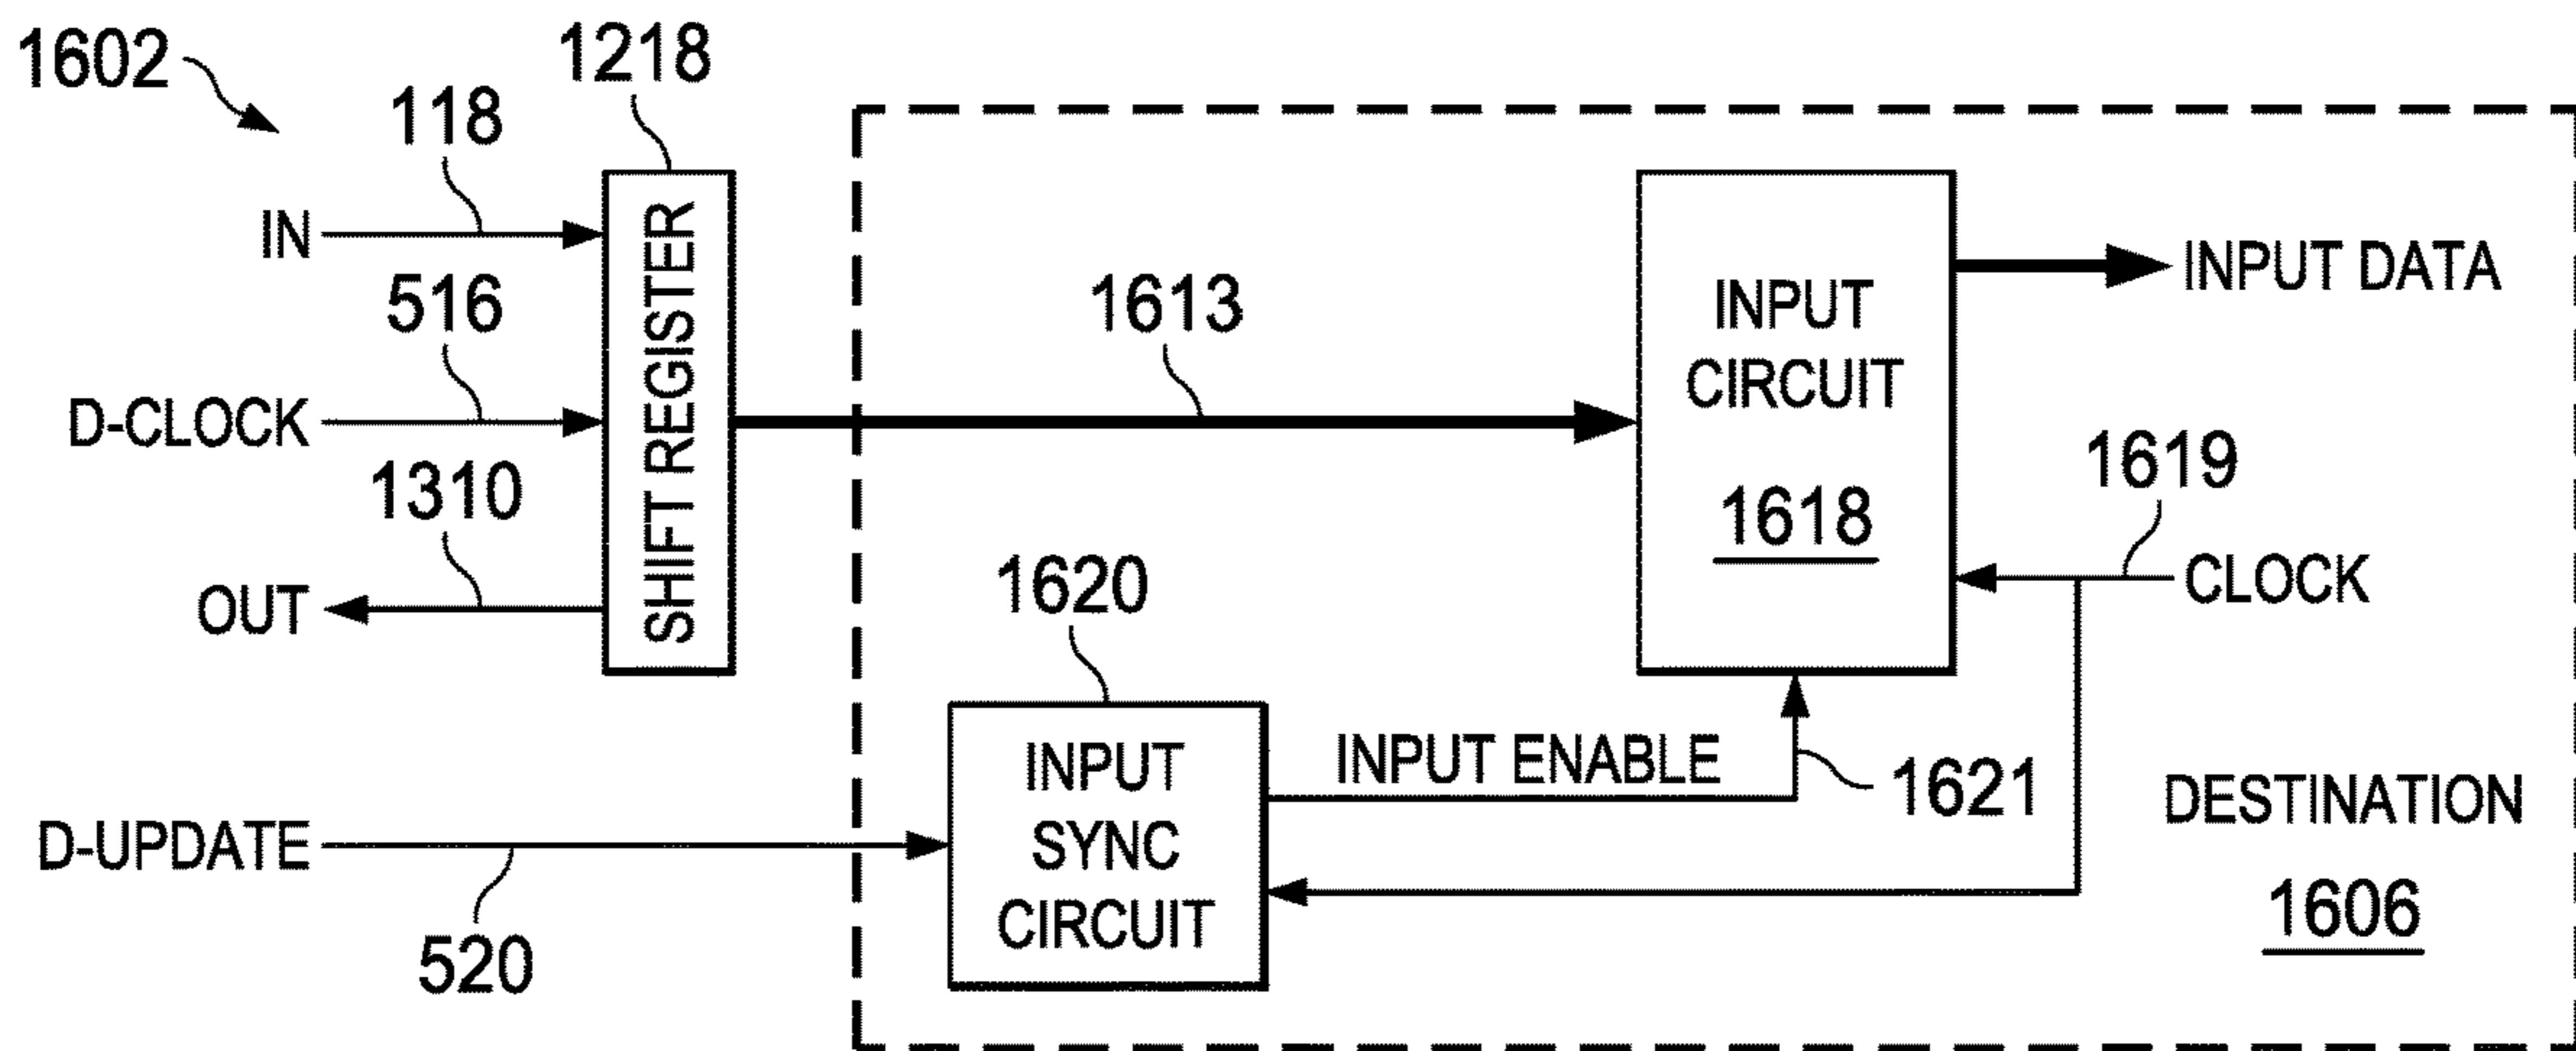 1602
1218
118
IN
516
D-CLOCK
1310
OUT
SHIFT REGISTER
1613
INPUT
CIRCUIT
1618
INPUT DATA
1619
CLOCK
1620
INPUT
SYNC
CIRCUIT
INPUT ENABLE
1621
D-UPDATE
520
DESTINATION
1606